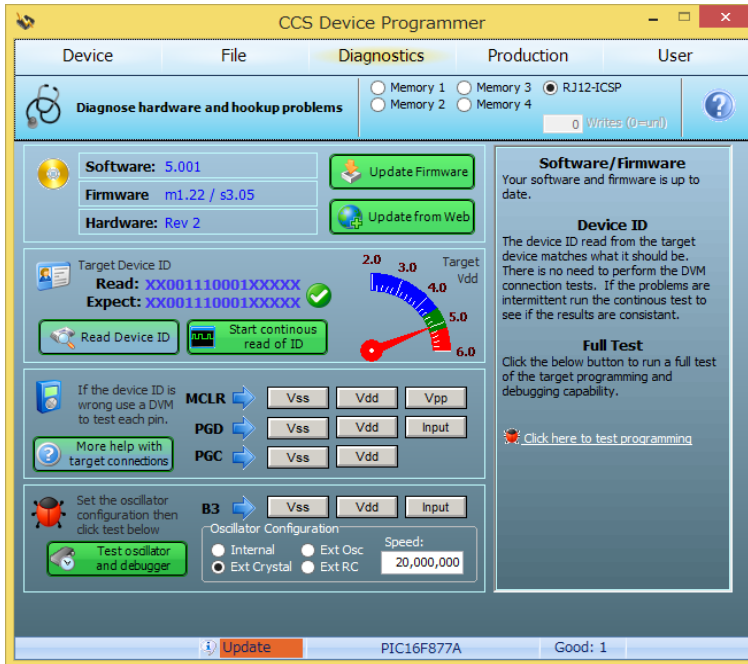 CCS Device Programmer
Device File Diagnostics Production User
Diagnose hardware and hookup problems
Memory 1 Memory 3 RJ12-ICSP
Memory 2 Memory 4
0 Writes (0=unl)
Software: 5.001
Firmware m1.22 / s3.05
Hardware: Rev 2
Update Firmware
Update from Web
Target Device ID
Read: XX001110001XXXXX
Expect: XX001110001XXXXX
Read Device ID
Start continous
read of ID
2.0 3.0 4.0 5.0 6.0
Target
Vdd
If the device ID is
wrong use a DVM
to test each pin.
More help with
target connections
MCLR Vss Vdd Vpp
PGD Vss Vdd Input
PGC Vss Vdd
Set the oscillator
configuration then
click test below
Test oscillator
and debugger
B3 Vss Vdd Input
Oscillator Configuration
Internal Ext Osc
Ext Crystal Ext RC
Speed:
20,000,000
Software/Firmware
Your software and firmware is up to
date.
Device ID
The device ID read from the target
device matches what it should be.
There is no need to perform the DVM
connection tests. If the problems are
intermittent run the continous test to
see if the results are consistant.
Full Test
Click the below button to run a full test
of the target programming and
debugging capability.
Click here to test programming
Update PIC16F877A Good: 1